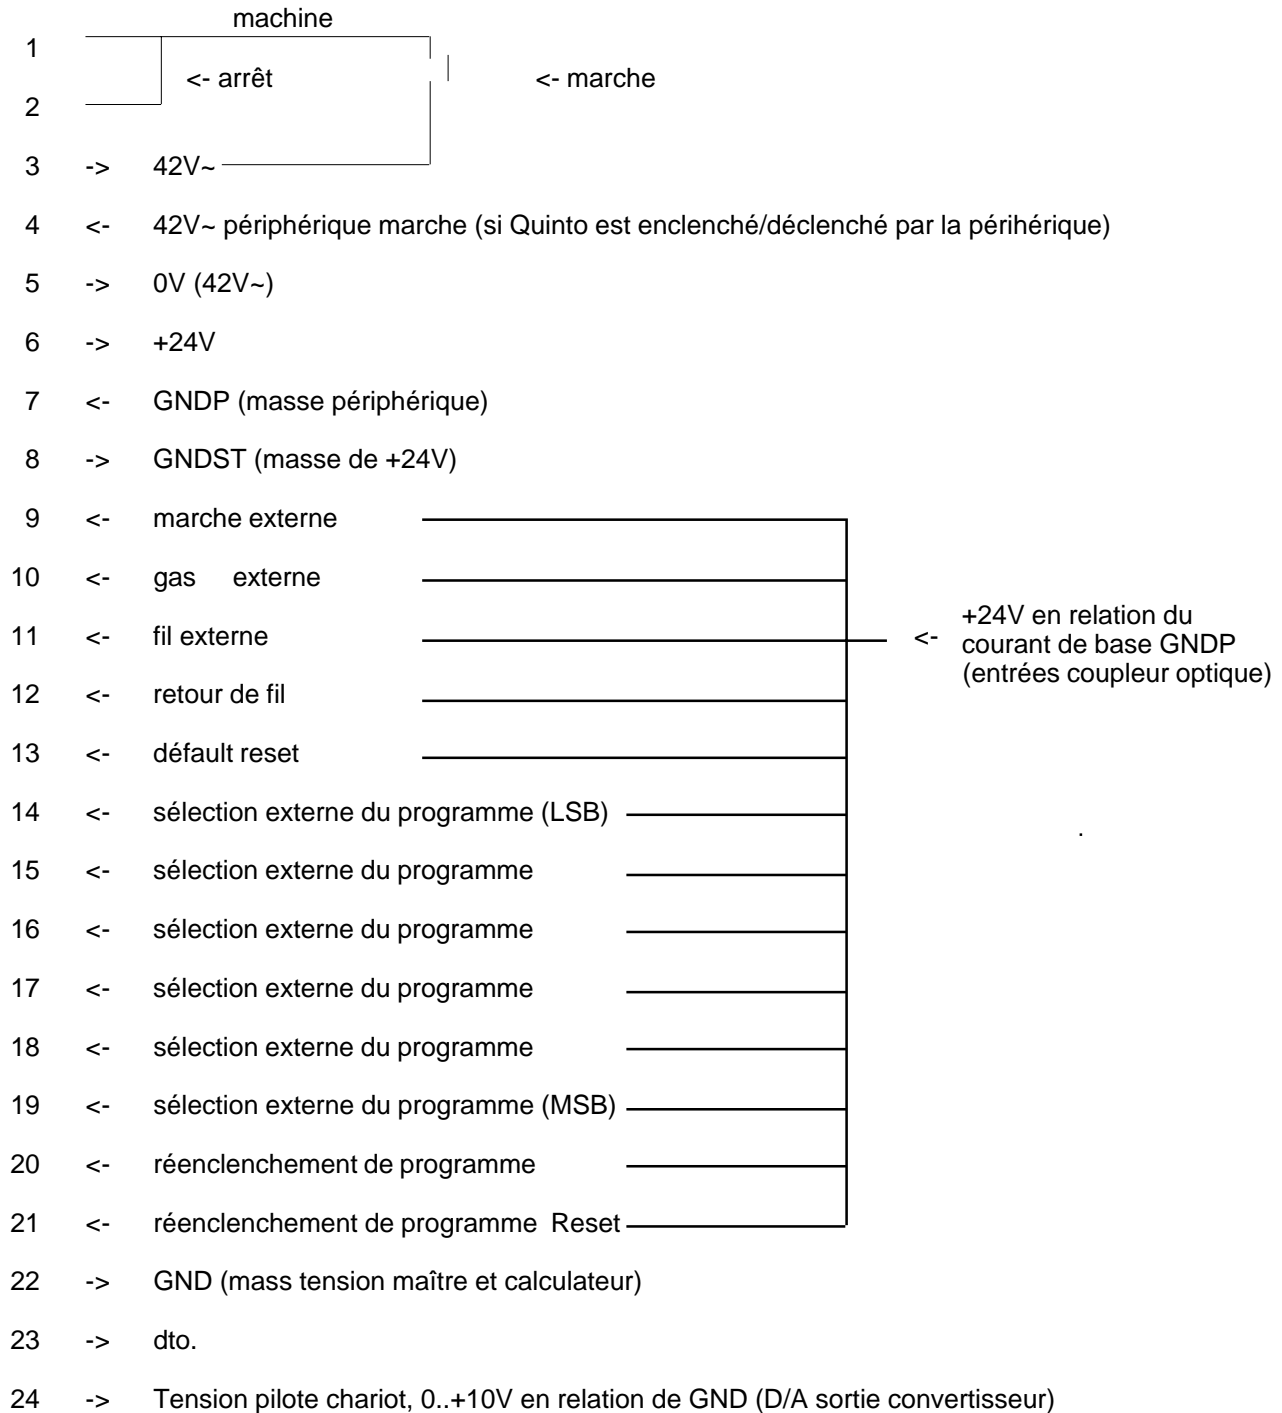 machine
1
<- arrêt <- marche
2
3 -> 42V~
4 <- 42V~ périphérique marche (si Quinto est enclenché/déclenché par la périhérique)
5 -> 0V (42V~)
6 -> +24V
7 <- GNDP (masse périphérique)
8 -> GNDST (masse de +24V)
9 <- marche externe
10 <- gas externe
11 <- fil externe
12 <- retour de fil
13 <- défault reset
<- +24V en relation du
courant de base GNDP
(entrées coupleur optique)
14 <- sélection externe du programme (LSB)
15 <- sélection externe du programme
16 <- sélection externe du programme
17 <- sélection externe du programme
18 <- sélection externe du programme
19 <- sélection externe du programme (MSB)
20 <- réenclenchement de programme
21 <- réenclenchement de programme Reset
22 -> GND (mass tension maître et calculateur)
23 -> dto.
24 -> Tension pilote chariot, 0..+10V en relation de GND (D/A sortie convertisseur)